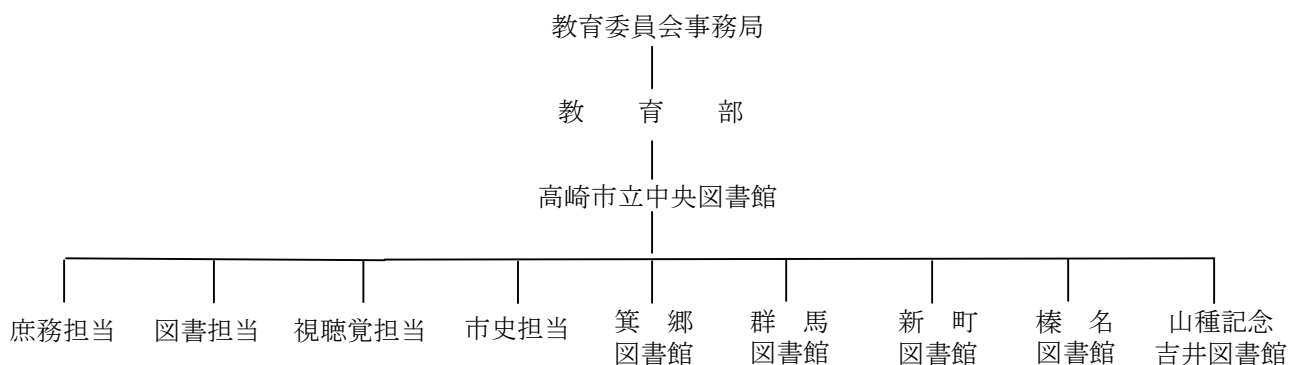 教育委員会事務局
教　育　部
高崎市立中央図書館
庶務担当
図書担当
視聴覚担当
市史担当
箕　郷
図書館
群　馬
図書館
新　町
図書館
榛　名
図書館
山種記念
吉井図書館